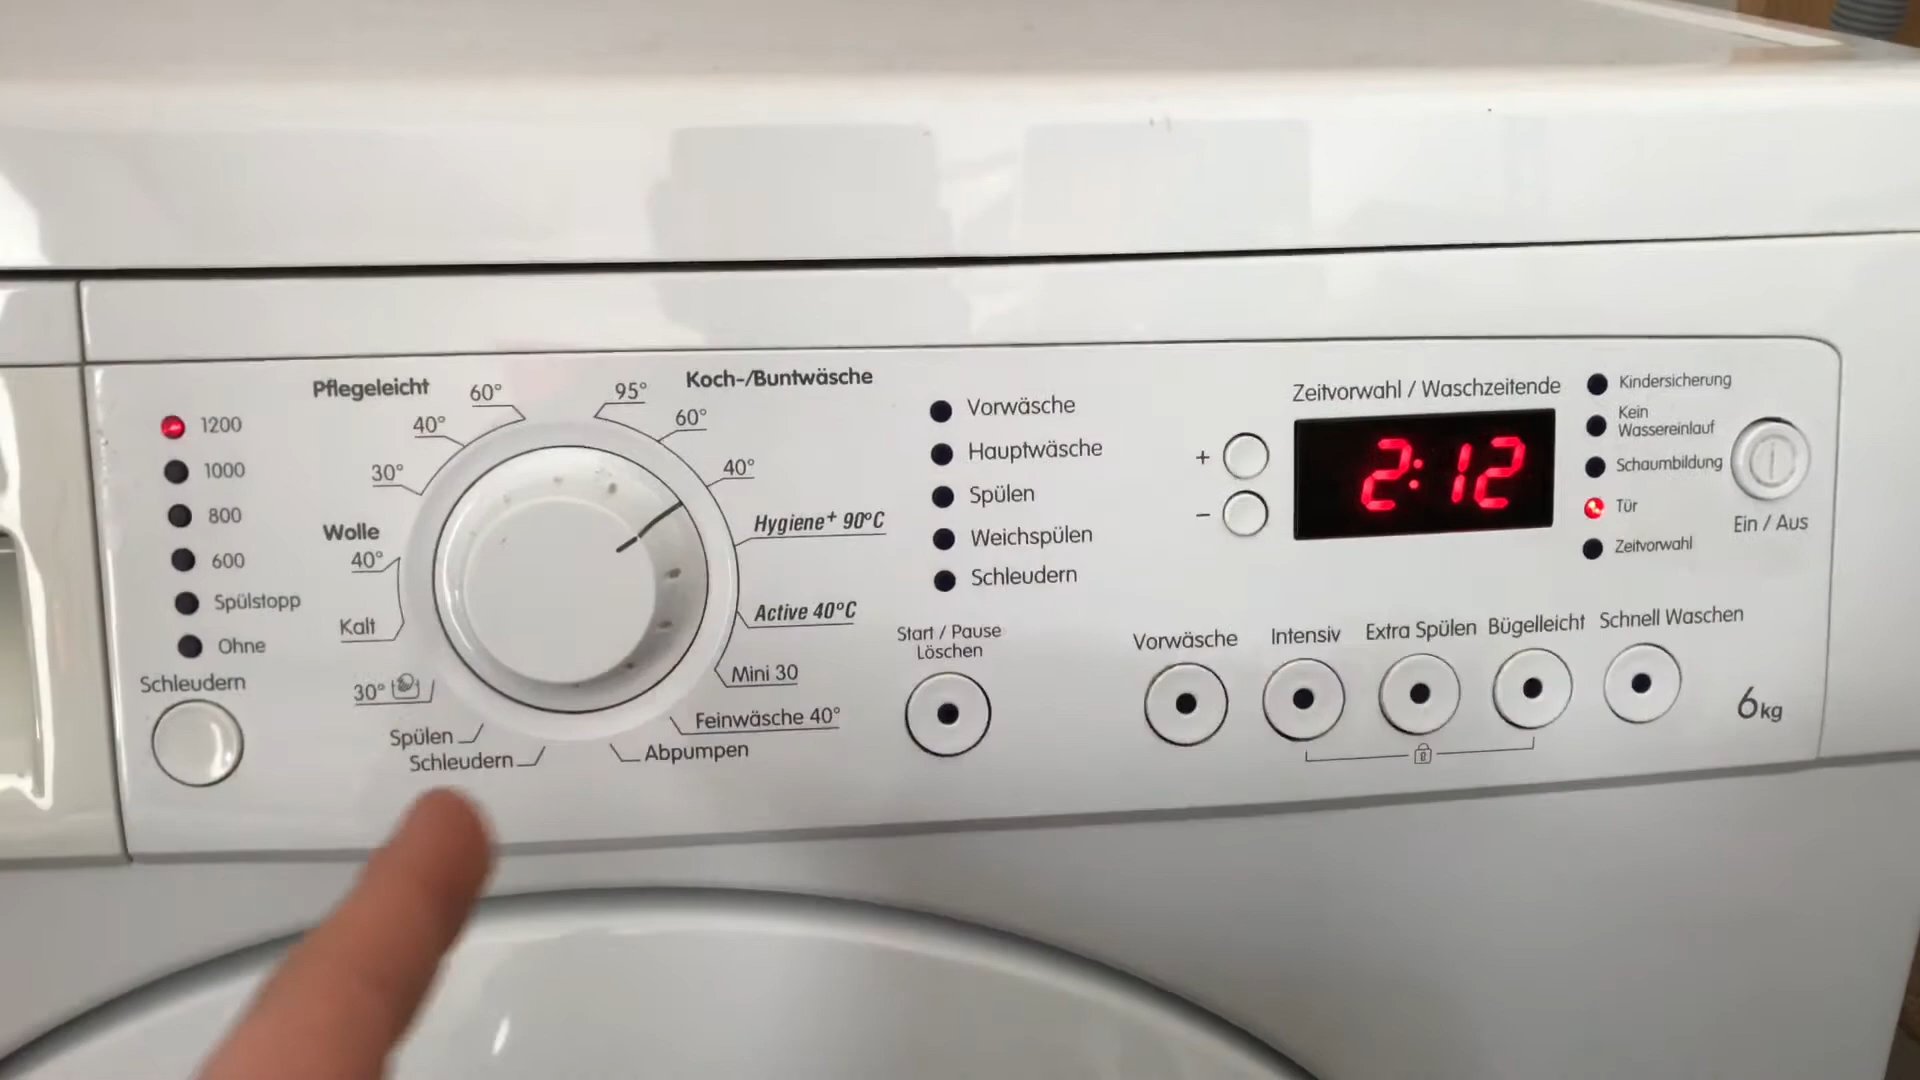 1200
1000
800
600
Spülstopp
Ohne
Schleudern
Pflegeleicht
60°
40°
30°
Wolle
40°
Kalt
30°
Spülen
Schleudern
Koch-/Buntwäsche
95°
60°
40°
Hygiene+ 90°C
Active 40°C
Mini 30
Feinwäsche 40°
Abpumpen
Vorwäsche
Hauptwäsche
Spülen
Weichspülen
Schleudern
Start / Pause
Löschen
Zeitvorwahl / Waschzeitende
+
-
2:12
Kindersicherung
Kein
Wassereinlauf
Schaumbildung
Tür
Zeitvorwahl
Ein / Aus
Vorwäsche
Intensiv
Extra Spülen
Bügelleicht
Schnell Waschen
6kg